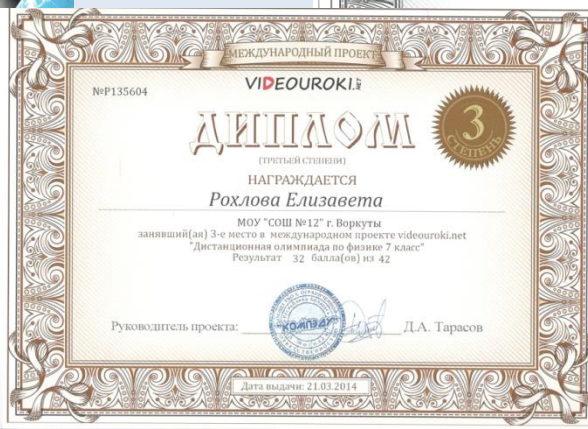 МЕЖДУНАРОДНЫЙ ПРОЕКТ
№Р135604
VIDEOUROKI.NET
ДИПЛОМ
3
СТЕПЕНЬ
(ТРЕТЬЕЙ СТЕПЕНИ)
НАГРАЖДАЕТСЯ
Рохлова Елизавета
МОУ "СОШ №12" г. Воркуты
занявший(ая) 3-е место в международном проекте videouroki.net
"Дистанционная олимпиада по физике 7 класс"
Результат 32 балла(ов) из 42
"КОМПЭДУ"
Руководитель проекта: Д.А. Тарасов
Дата выдачи: 21.03.2014